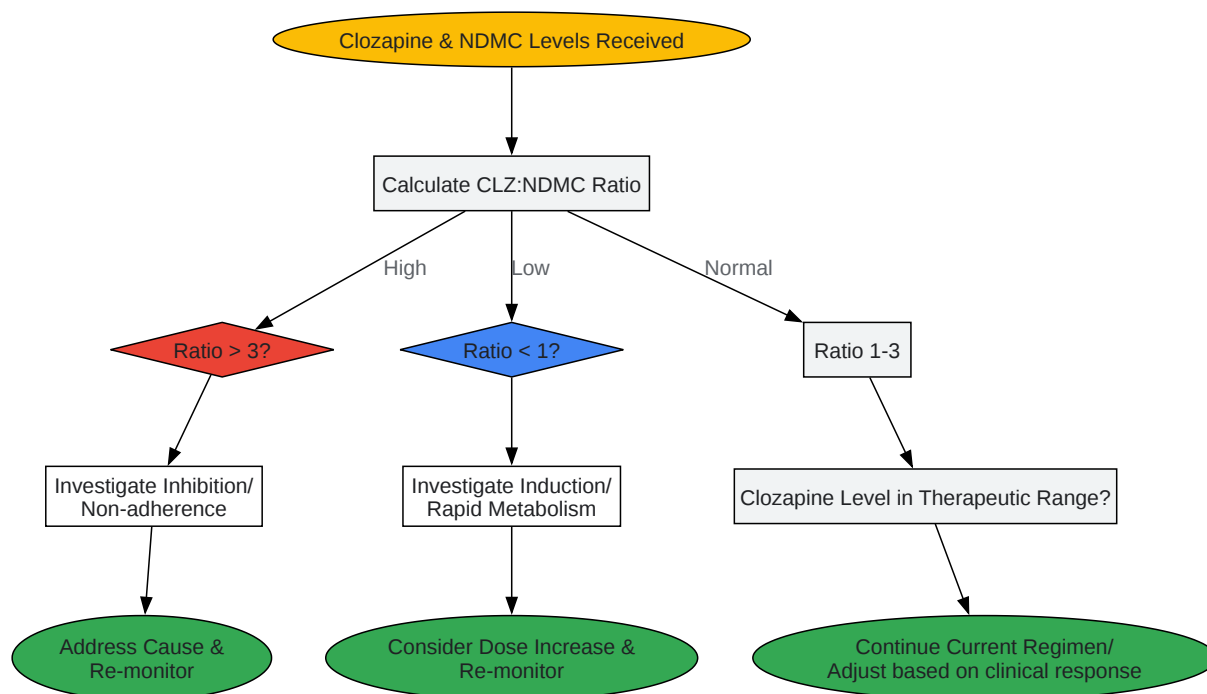 Clozapine & NDMC Levels Received
Calculate CLZ:NDMC Ratio
High
Low
Normal
Ratio > 3?
Ratio < 1?
Ratio 1-3
Investigate Inhibition/
Non-adherence
Investigate Induction/
Rapid Metabolism
Clozapine Level in Therapeutic Range?
Address Cause &
Re-monitor
Consider Dose Increase &
Re-monitor
Continue Current Regimen/
Adjust based on clinical response